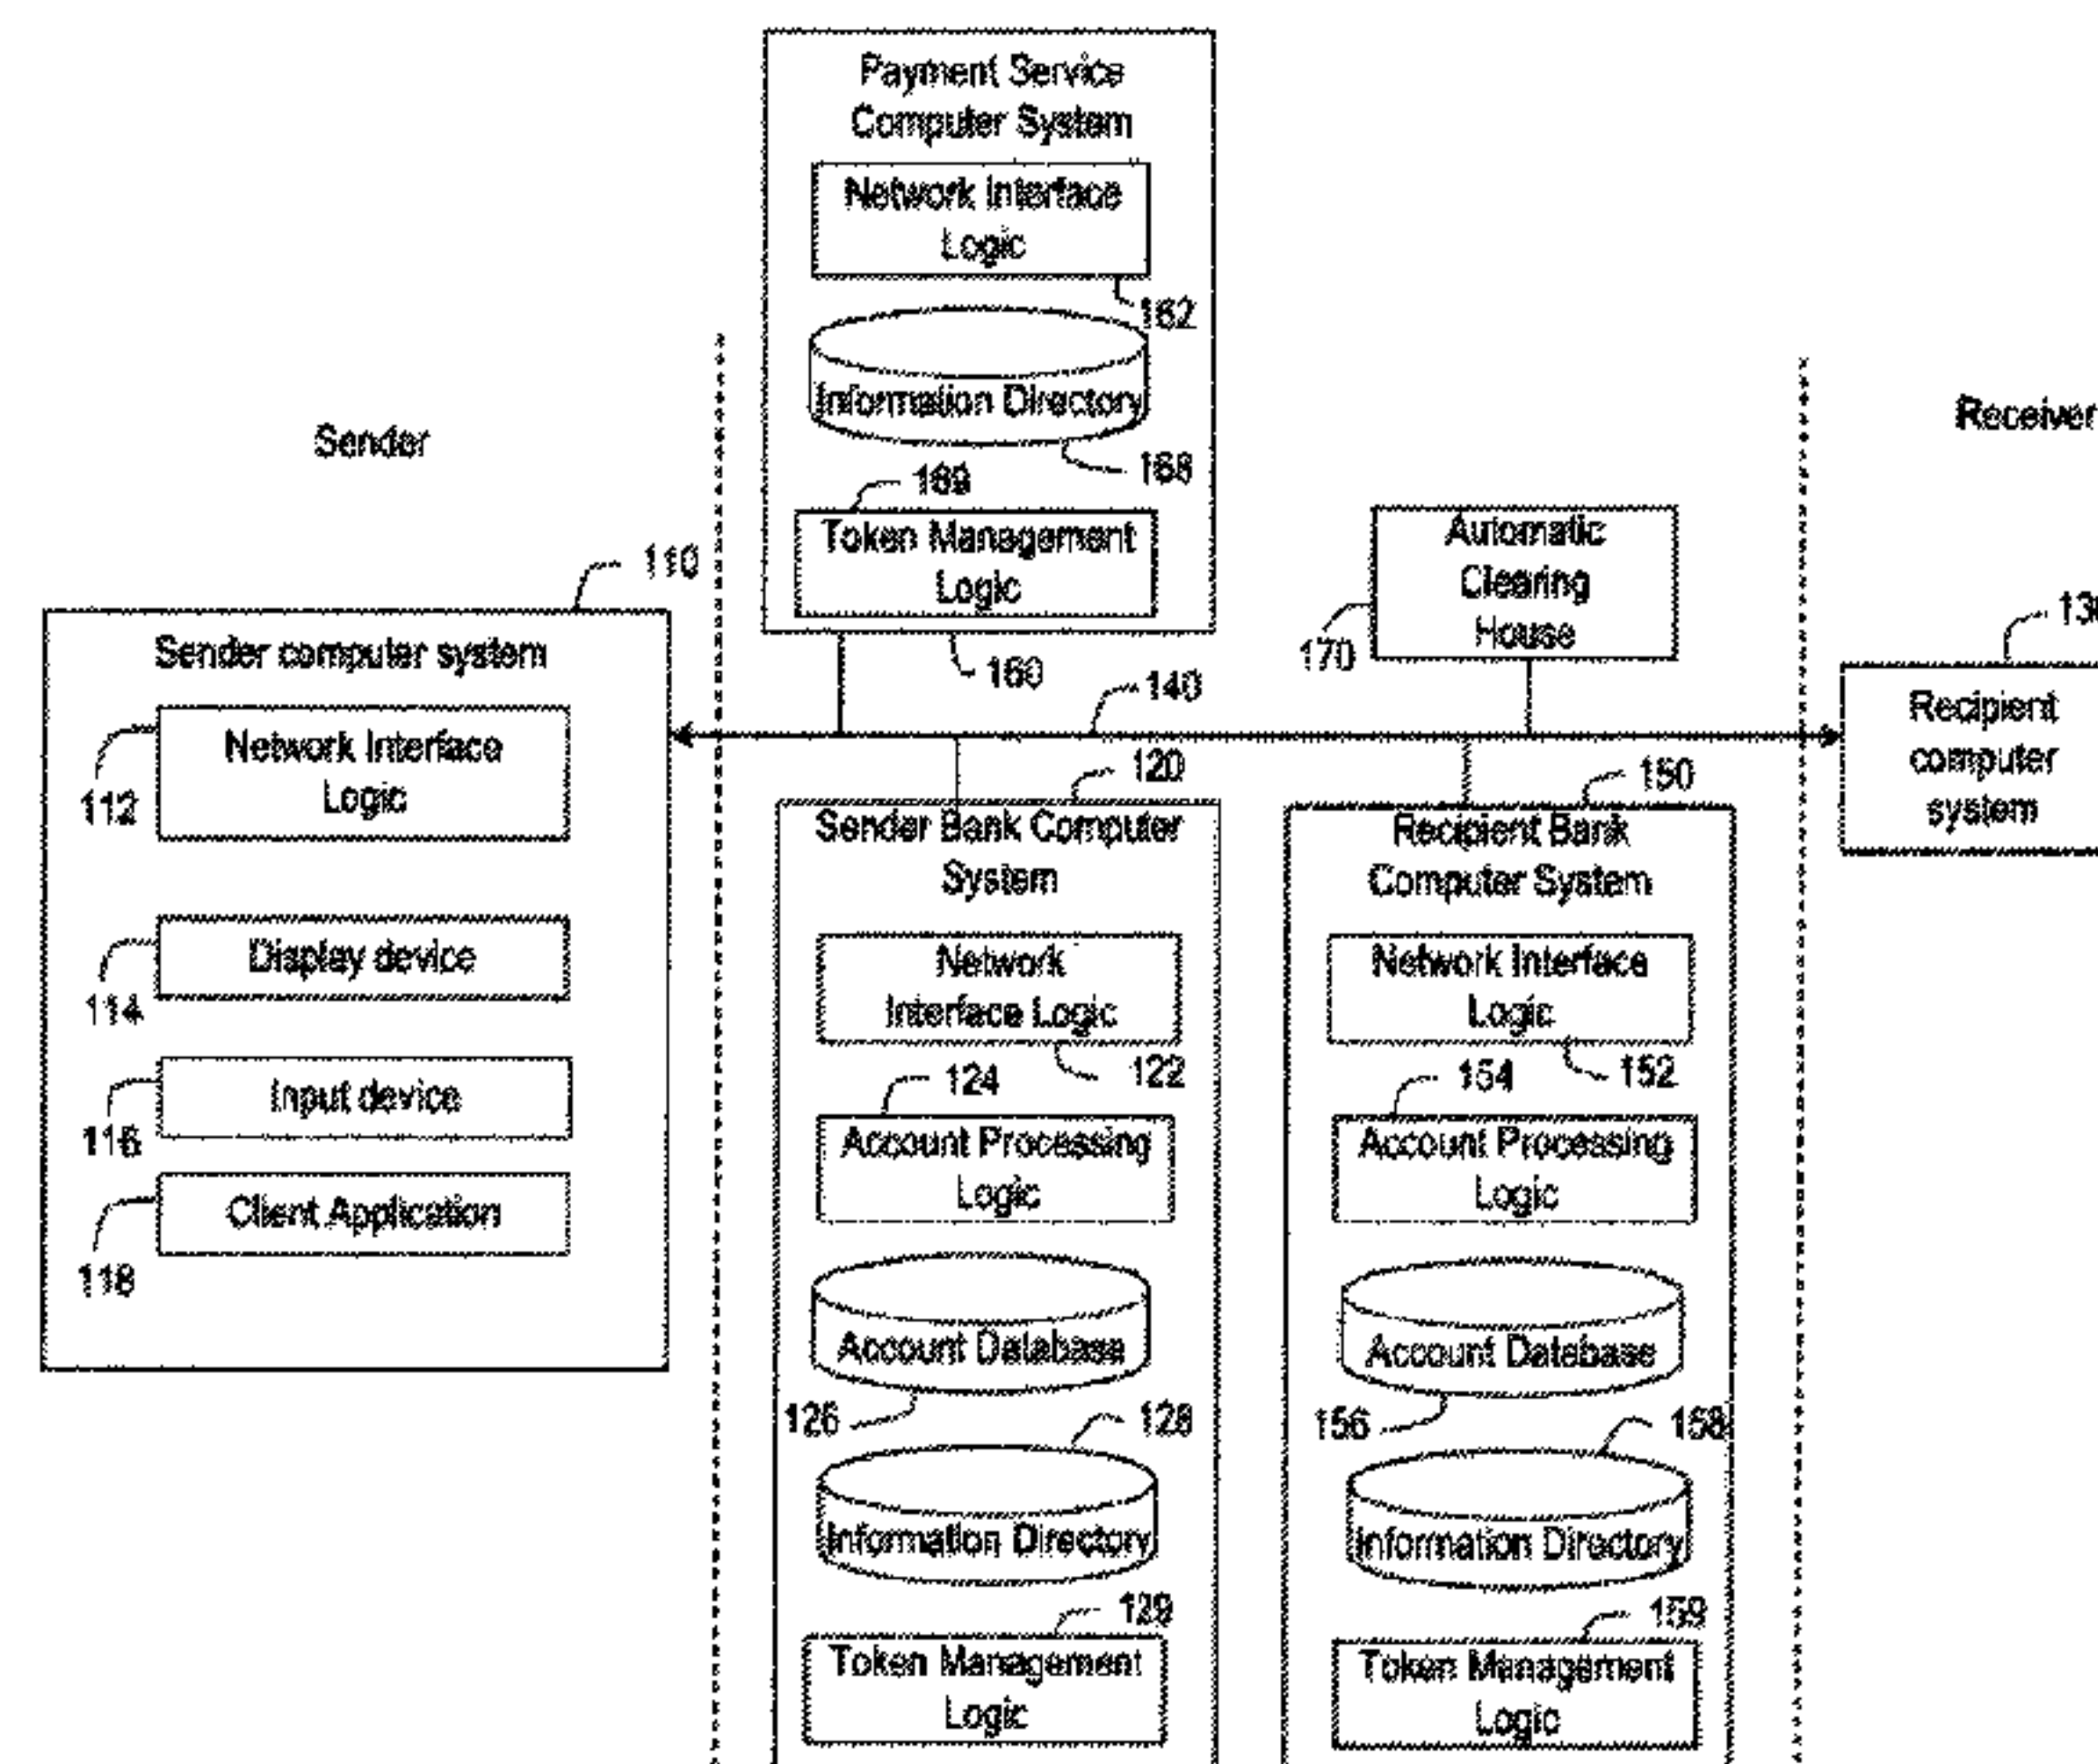 Payment Service
Computer System
Network Interface
Logic
162
Information Directory
168
169
Token Management
Logic
160
Sender
110
Sender computer system
Network Interface
Logic
112
Display device
114
Input device
116
Client Application
118
140
Automatic
Clearing
House
170
Receiver
Recipient
computer
system
120
Sender Bank Computer
System
Network
Interface Logic
122
124
Account Processing
Logic
Account Database
126
128
Information Directory
129
Token Management
Logic
150
Recipient Bank
Computer System
Network Interface
Logic
152
154
Account Processing
Logic
Account Database
156
158
Information Directory
159
Token Management
Logic